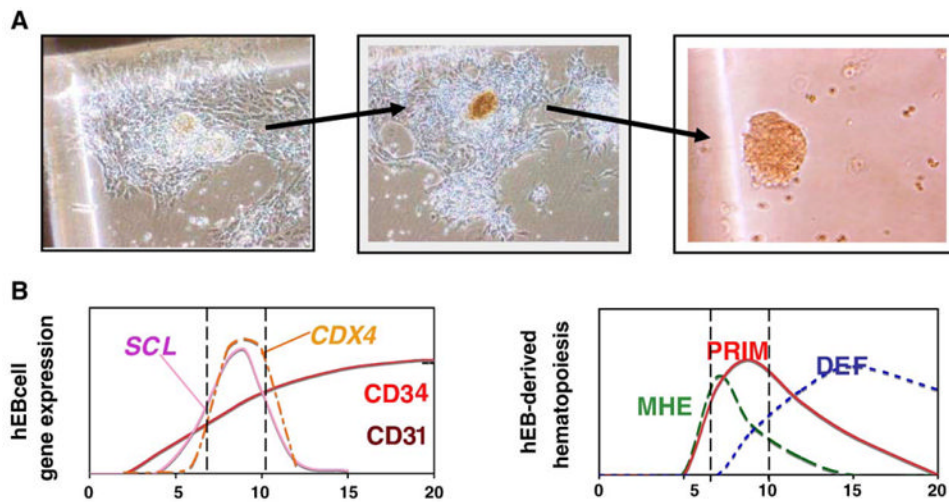 A
B
hEBcell
gene expression
SCL
CDX4
CD34
CD31
0 5 10 15 20
hEB-derived
hematopoiesis
MHE
PRIM
DEF
0 5 10 15 20